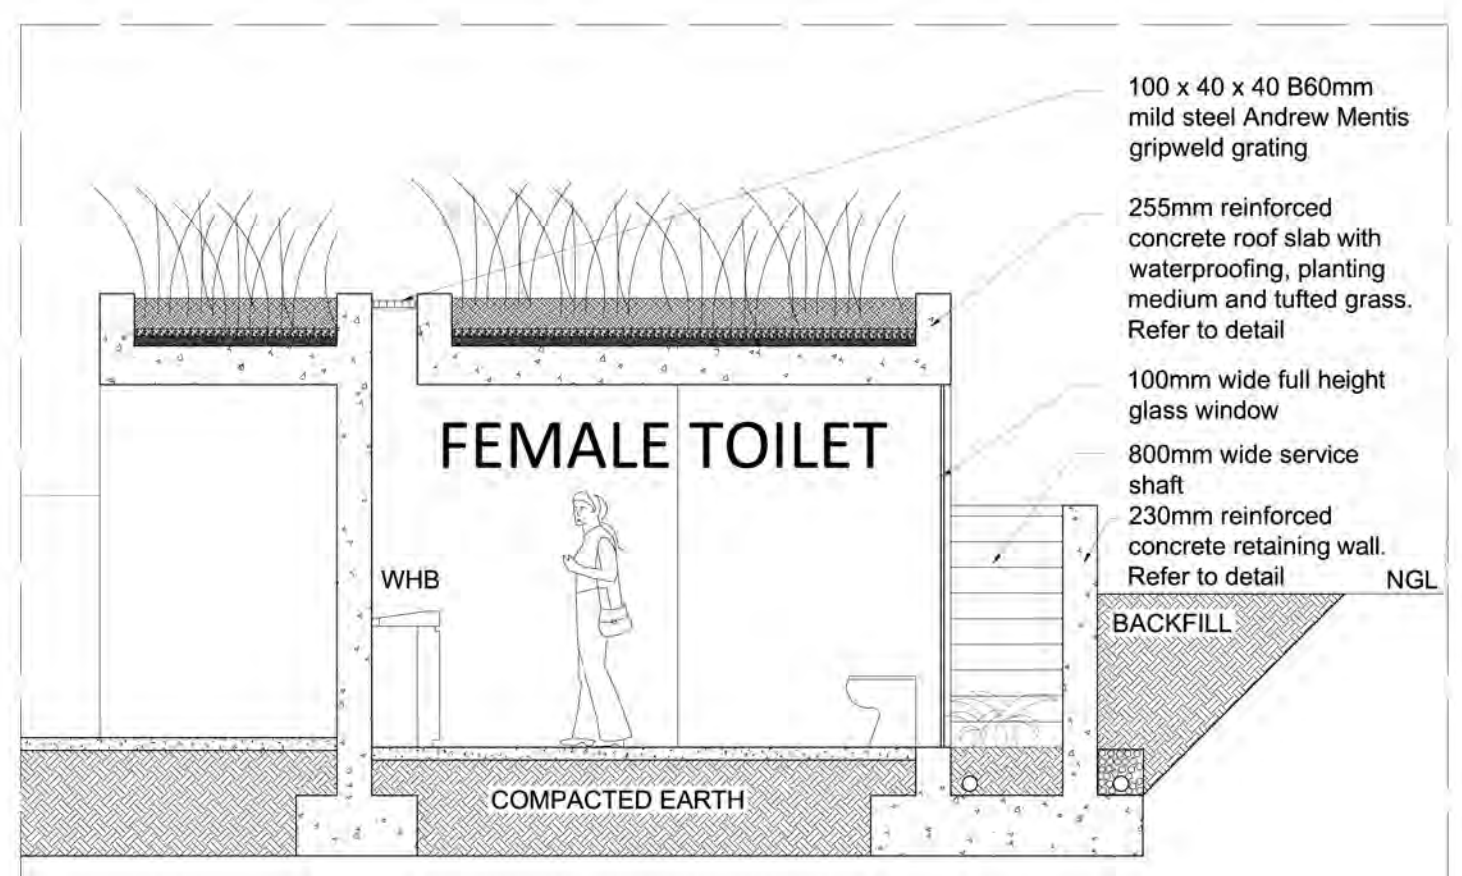 100 x 40 x 40 B60mm
mild steel Andrew Mentis
gripweld grating
255mm reinforced
concrete roof slab with
waterproofing, planting
medium and tufted grass.
Refer to detail
100mm wide full height
glass window
FEMALE TOILET
800mm wide service
shaft
230mm reinforced
concrete retaining wall.
Refer to detail
NGL
WHB
BACKFILL
COMPACTED EARTH